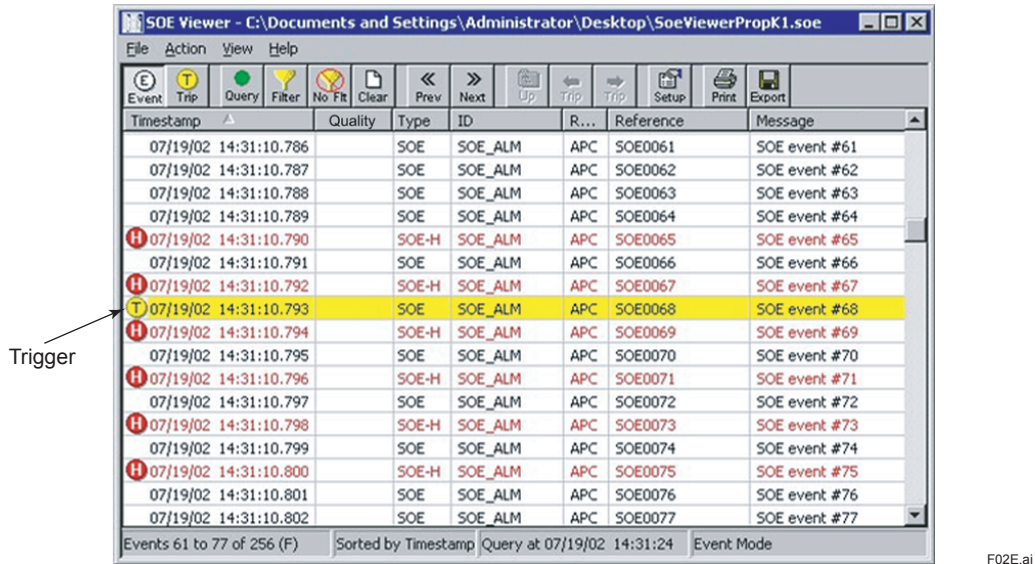 SOE Viewer - C:\Documents and Settings\Administrator\Desktop\SoeViewerPropK1.soe
File Action View Help
E T
Event Trip Query Filter No Flt Clear Prev Next Up Trip Trip Setup Print Export
Timestamp Quality Type ID R... Reference Message
07/19/02 14:31:10.786 SOE SOE_ALM APC SOE0061 SOE event #61
07/19/02 14:31:10.787 SOE SOE_ALM APC SOE0062 SOE event #62
07/19/02 14:31:10.788 SOE SOE_ALM APC SOE0063 SOE event #63
07/19/02 14:31:10.789 SOE SOE_ALM APC SOE0064 SOE event #64
H 07/19/02 14:31:10.790 SOE-H SOE_ALM APC SOE0065 SOE event #65
07/19/02 14:31:10.791 SOE SOE_ALM APC SOE0066 SOE event #66
H 07/19/02 14:31:10.792 SOE-H SOE_ALM APC SOE0067 SOE event #67
T 07/19/02 14:31:10.793 SOE SOE_ALM APC SOE0068 SOE event #68
H 07/19/02 14:31:10.794 SOE-H SOE_ALM APC SOE0069 SOE event #69
Trigger
07/19/02 14:31:10.795 SOE SOE_ALM APC SOE0070 SOE event #70
H 07/19/02 14:31:10.796 SOE-H SOE_ALM APC SOE0071 SOE event #71
07/19/02 14:31:10.797 SOE SOE_ALM APC SOE0072 SOE event #72
H 07/19/02 14:31:10.798 SOE-H SOE_ALM APC SOE0073 SOE event #73
07/19/02 14:31:10.799 SOE SOE_ALM APC SOE0074 SOE event #74
H 07/19/02 14:31:10.800 SOE-H SOE_ALM APC SOE0075 SOE event #75
07/19/02 14:31:10.801 SOE SOE_ALM APC SOE0076 SOE event #76
07/19/02 14:31:10.802 SOE SOE_ALM APC SOE0077 SOE event #77
Events 61 to 77 of 256 (F) Sorted by Timestamp Query at 07/19/02 14:31:24 Event Mode
F02E.ai